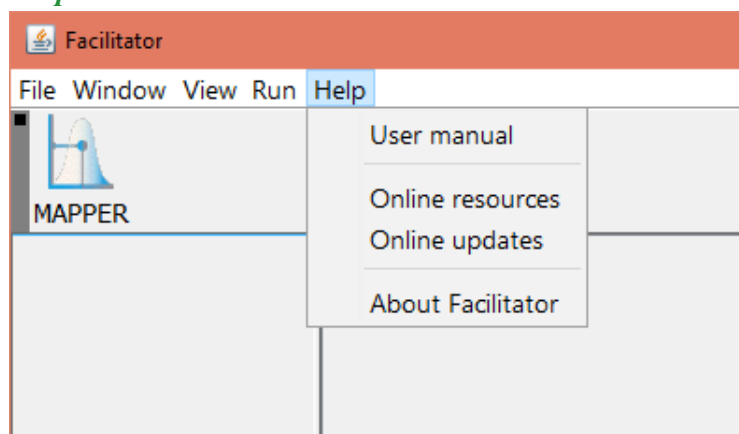 Facilitator
File Window View Run Help
User manual
MAPPER
Online resources
Online updates
About Facilitator